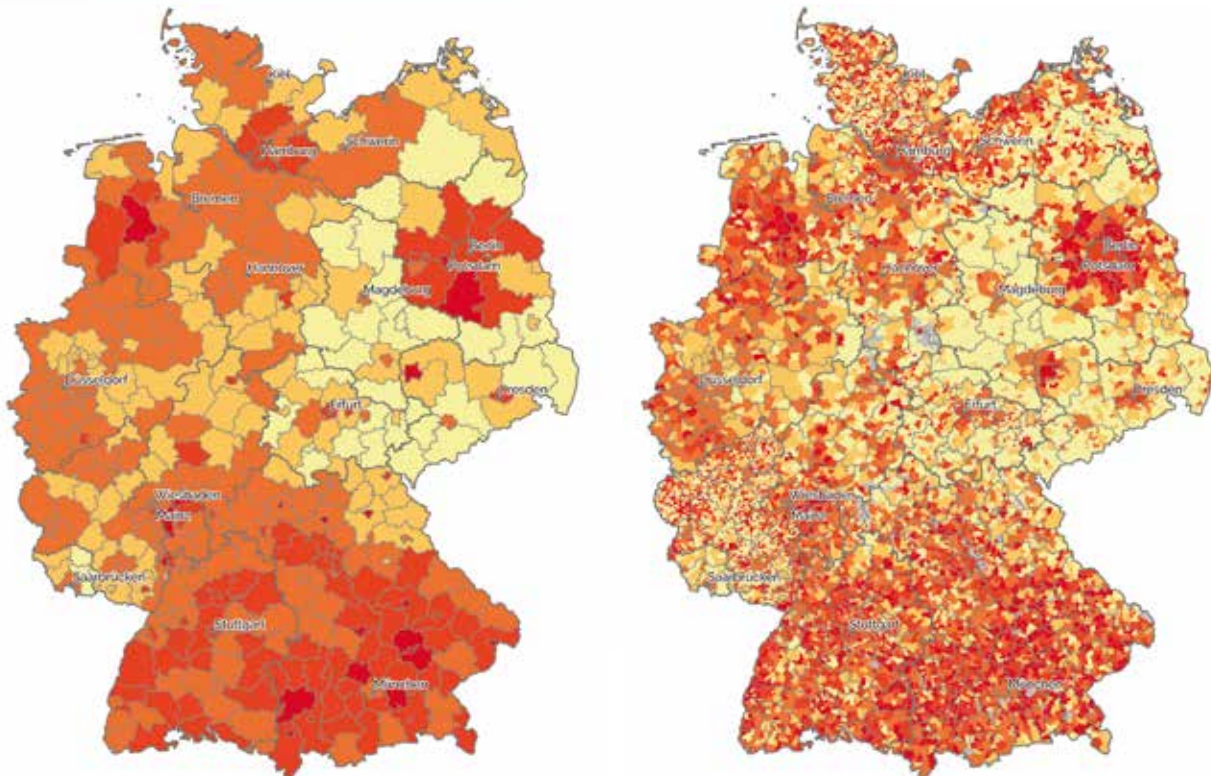 Kiel
Hamburg
Schwerin
Bremen
Berlin
Hannover
Potsdam
Magdeburg
Düsseldorf
Dresden
Erfurt
Wiesbaden
Mainz
Saarbrücken
Stuttgart
München
Kiel
Hamburg
Schwerin
Bremen
Berlin
Hannover
Potsdam
Magdeburg
Düsseldorf
Dresden
Erfurt
Wiesbaden
Mainz
Saarbrücken
Stuttgart
München